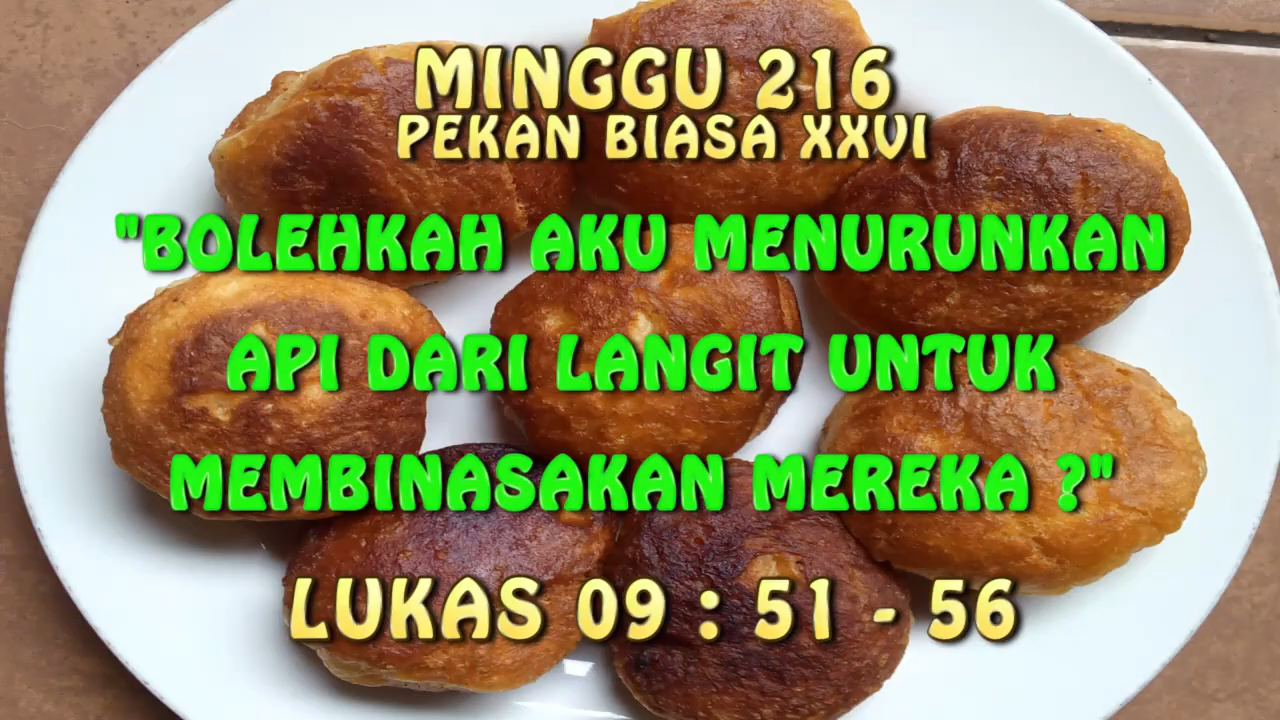 MINGGU 216
PEKAN BIASA XXVI
"BOLEHKAH AKU MENURUNKAN
API DARI LANGIT UNTUK
MEMBINASAKAN MEREKA ?"
LUKAS 09 : 51 - 56